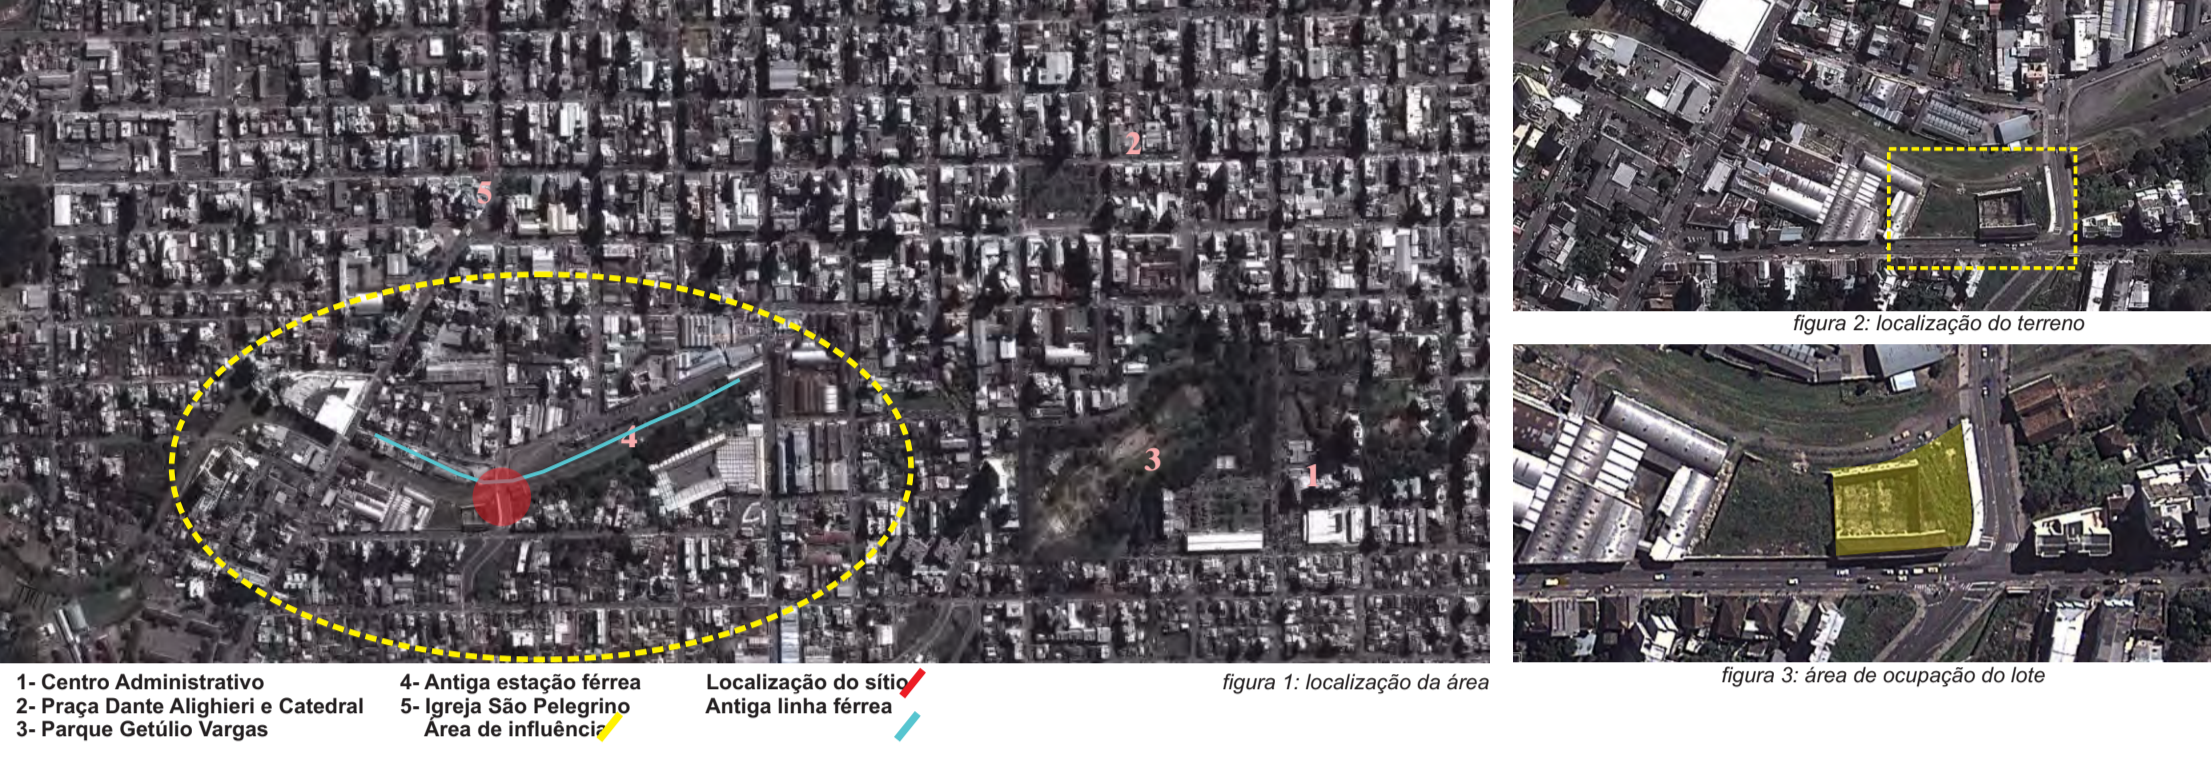 5
2
4
3
1
1- Centro Administrativo
2- Praça Dante Alighieri e Catedral
3- Parque Getúlio Vargas
4- Antiga estação férrea
5- Igreja São Pelegrino
Área de influência
Localização do sítio
Antiga linha férrea
figura 1: localização da área
figura 2: localização do terreno
figura 3: área de ocupação do lote